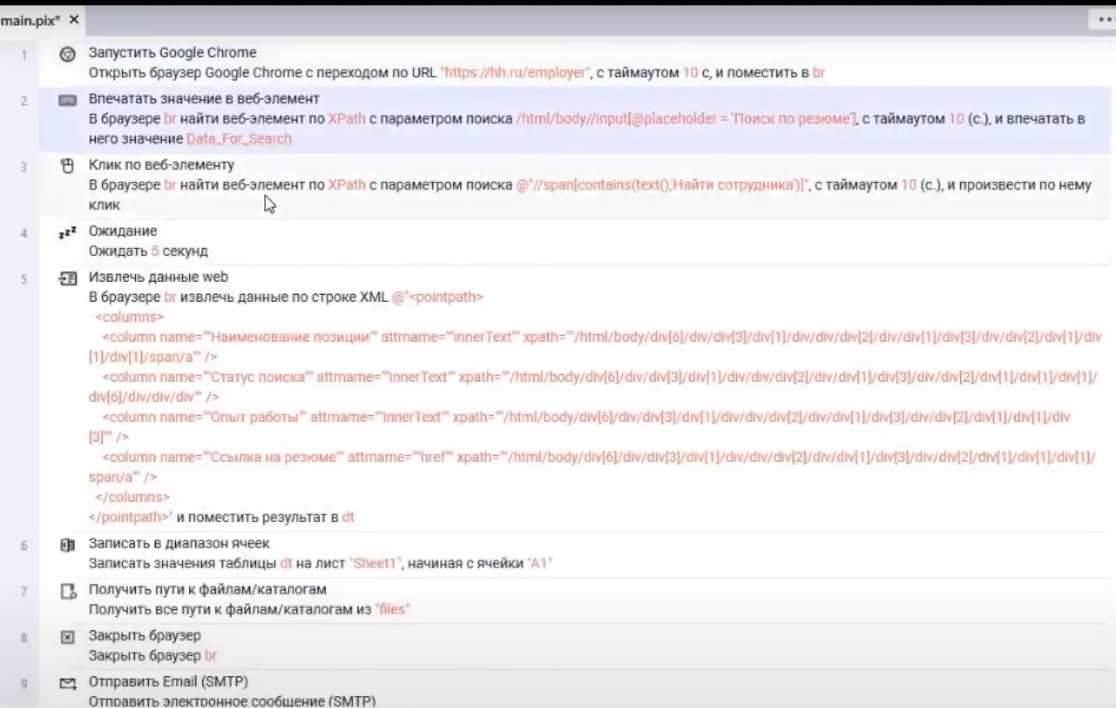 main.pix* ×
1 Запустить Google Chrome
Открыть браузер Google Chrome с переходом по URL "https://hh.ru/employer", с таймаутом 10 с, и поместить в br
2 Впечатать значение в веб-элемент
В браузере br найти веб-элемент по XPath с параметром поиска /html/body//input[@placeholder = 'Поиск по резюме'], с таймаутом 10 (с.), и впечатать в
него значение Data_For_Search
3 Клик по веб-элементу
В браузере br найти веб-элемент по XPath с параметром поиска @"//span[contains(text(),'Найти сотрудника')]", с таймаутом 10 (с.), и произвести по нему
клик
4 zzz Ожидание
Ожидать 5 секунд
5 Извлечь данные web
В браузере br извлечь данные по строке XML @"<pointpath>
<columns>
<column name=""Наименование позиции"" attrname=""innerText"" xpath=""/html/body/div[6]/div/div[3]/div[1]/div/div/div[2]/div/div[1]/div[3]/div/div[2]/div[1]/div
[1]/div[1]/span/a"" />
<column name=""Статус поиска"" attrname=""innerText"" xpath=""/html/body/div[6]/div/div[3]/div[1]/div/div/div[2]/div/div[1]/div[3]/div/div[2]/div[1]/div[1]/div[1]/
div[6]/div/div/div"" />
<column name=""Опыт работы"" attrname=""innerText"" xpath=""/html/body/div[6]/div/div[3]/div[1]/div/div/div[2]/div/div[1]/div[3]/div/div[2]/div[1]/div[1]/div
[3]"" />
<column name=""Ссылка на резюме"" attrname=""href"" xpath=""/html/body/div[6]/div/div[3]/div[1]/div/div/div[2]/div/div[1]/div[3]/div/div[2]/div[1]/div[1]/div[1]/
span/a"" />
</columns>
</pointpath>" и поместить результат в dt
6 Записать в диапазон ячеек
Записать значения таблицы dt на лист "Sheet1", начиная с ячейки "A1"
7 Получить пути к файлам/каталогам
Получить все пути к файлам/каталогам из "files"
8 Закрыть браузер
Закрыть браузер br
9 Отправить Email (SMTP)
Отправить электронное сообщение (SMTP)